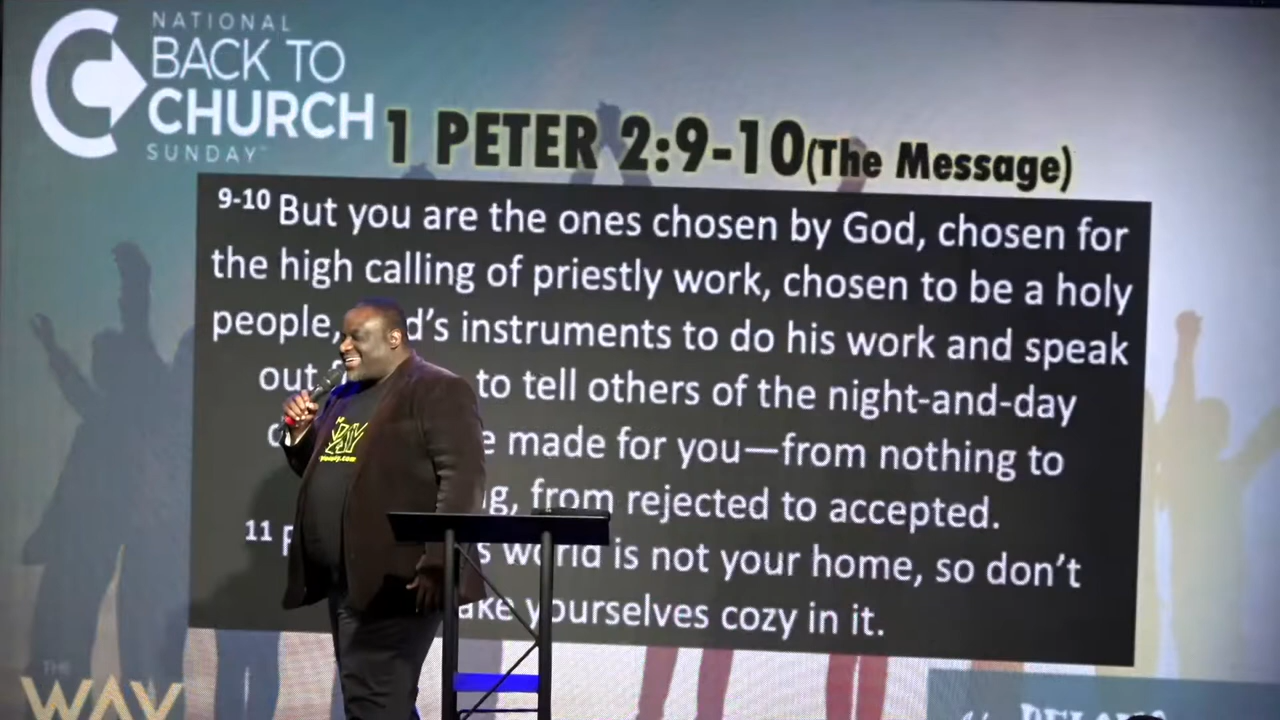 NATIONAL
BACK TO
CHURCH
SUNDAY
1 PETER 2:9-10(The Message)
9-10 But you are the ones chosen by God, chosen for
the high calling of priestly work, chosen to be a holy
people, d's instruments to do his work and speak
out to tell others of the night-and-day
e made for you—from nothing to
g, from rejected to accepted.
11 s world is not your home, so don't
ake yourselves cozy in it.
THE
WAY